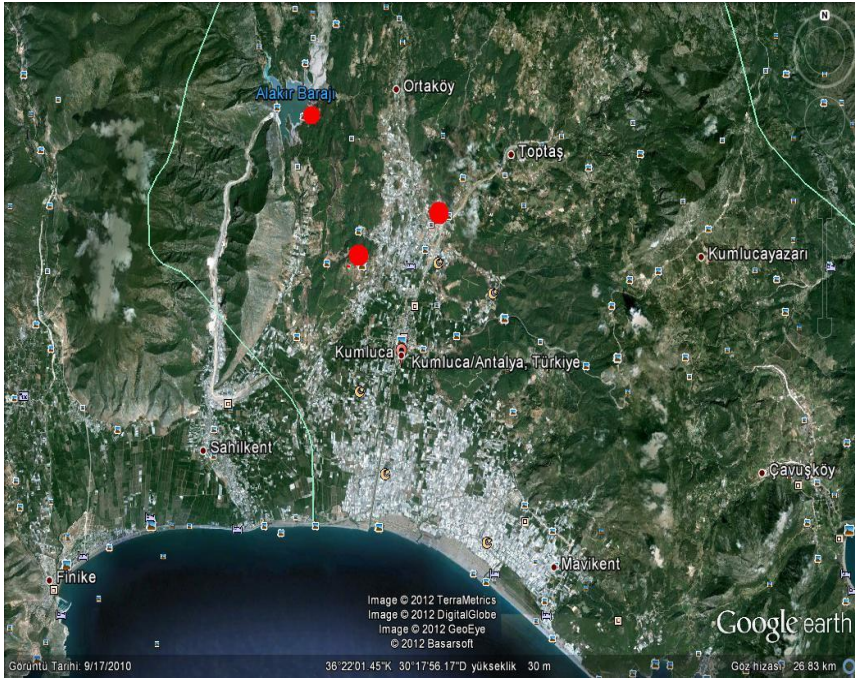 N
Ortaköy
Alakır Barajı
Toptaş
Kumlucayazarı
Kumluca
Kumluca/Antalya, Türkiye
Sahilkent
Çavuşköy
Mavikent
Finike
Image © 2012 TerraMetrics
Image © 2012 DigitalGlobe
Image © 2012 GeoEye
© 2012 Basarsoft
Google earth
Görüntü Tarihi: 9/17/2010
36°22'01.45"K 30°17'56.17"D yükseklik 30 m
Göz hizası 26.83 km